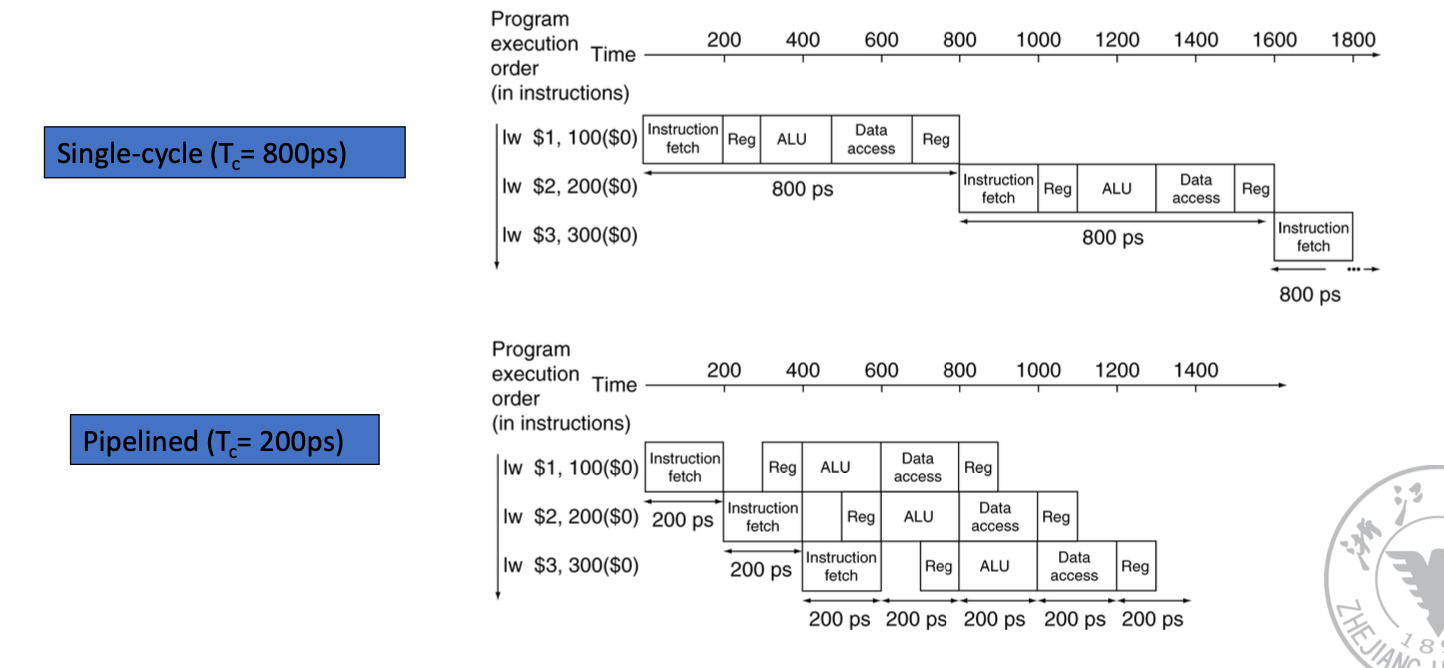 Program
execution
order
(in instructions)
Time
200 400 600 800 1000 1200 1400 1600 1800
Single-cycle (Tc= 800ps)
lw $1, 100($0)
Instruction fetch Reg ALU Data access Reg
lw $2, 200($0)
800 ps
Instruction fetch Reg ALU Data access Reg
lw $3, 300($0)
800 ps
Instruction fetch
...
800 ps
Program
execution
order
(in instructions)
Time
200 400 600 800 1000 1200 1400
Pipelined (Tc= 200ps)
lw $1, 100($0)
Instruction fetch Reg ALU Data access Reg
lw $2, 200($0)
200 ps
Instruction fetch Reg ALU Data access Reg
lw $3, 300($0)
200 ps
Instruction fetch Reg ALU Data access Reg
200 ps 200 ps 200 ps 200 ps 200 ps
浙 江
ZHEJIANG